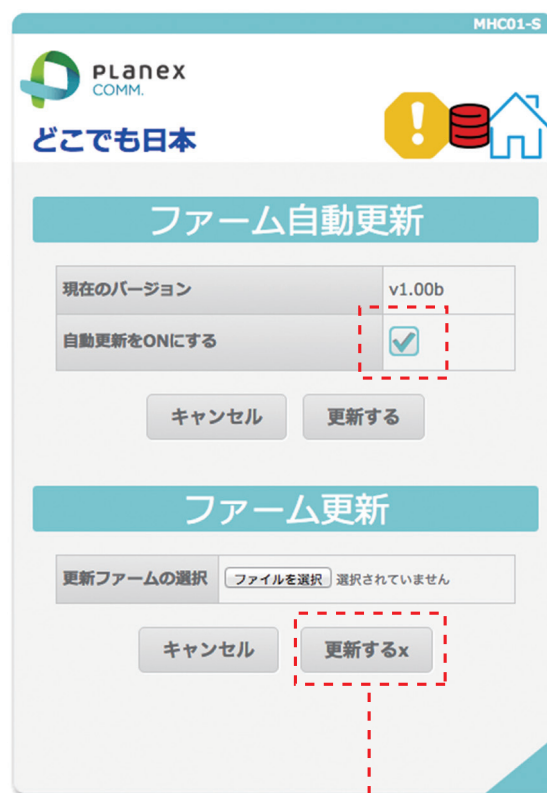 MHC01-S
PLanex
COMM.
どこでも日本
ファーム自動更新
現在のバージョン v1.00b
自動更新をONにする
キャンセル 更新する
ファーム更新
更新ファームの選択 ファイルを選択 選択されていません
キャンセル 更新するx